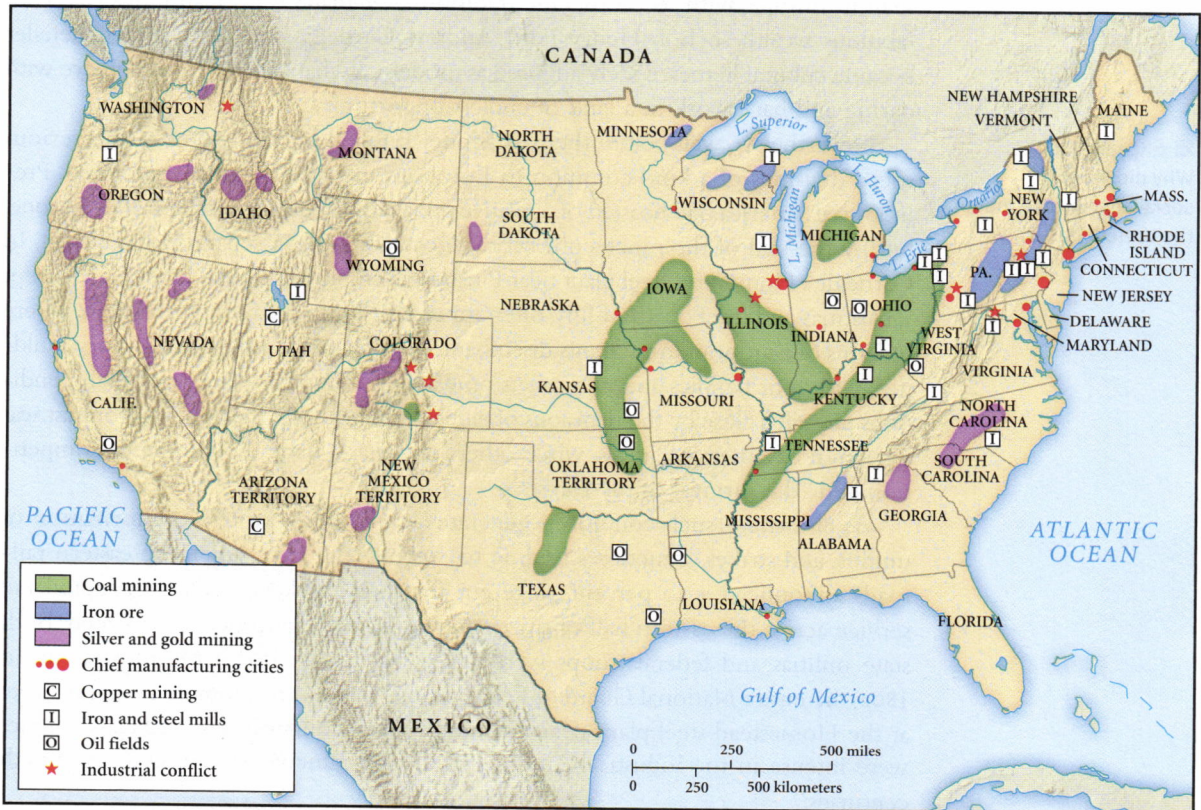 CANADA
WASHINGTON
MONTANA
NORTH
DAKOTA
MINNESOTA
L. Superior
NEW HAMPSHIRE
VERMONT
MAINE
I
I
I
I
OREGON
IDAHO
SOUTH
DAKOTA
WISCONSIN
L. Michigan
L. Huron
MICHIGAN
L. Ontario
NEW
YORK
I
I
MASS.
RHODE
ISLAND
CONNECTICUT
O
WYOMING
I
L. Erie
I
I
I
PA.
I
I
I
I
NEW JERSEY
DELAWARE
MARYLAND
NEBRASKA
IOWA
ILLINOIS
INDIANA
O
O
OHIO
I
I
C
NEVADA
UTAH
COLORADO
I
KANSAS
MISSOURI
I
KENTUCKY
WEST
VIRGINIA
O
I
VIRGINIA
I
CALIF.
O
ARIZONA
TERRITORY
C
NEW
MEXICO
TERRITORY
O
O
OKLAHOMA
TERRITORY
ARKANSAS
I
TENNESSEE
NORTH
CAROLINA
I
SOUTH
CAROLINA
I
I
GEORGIA
MISSISSIPPI
ALABAMA
PACIFIC
OCEAN
ATLANTIC
OCEAN
TEXAS
O
O
O
LOUISIANA
FLORIDA
Gulf of Mexico
MEXICO
Coal mining
Iron ore
Silver and gold mining
Chief manufacturing cities
C Copper mining
I Iron and steel mills
O Oil fields
Industrial conflict
0 250 500 miles
0 250 500 kilometers